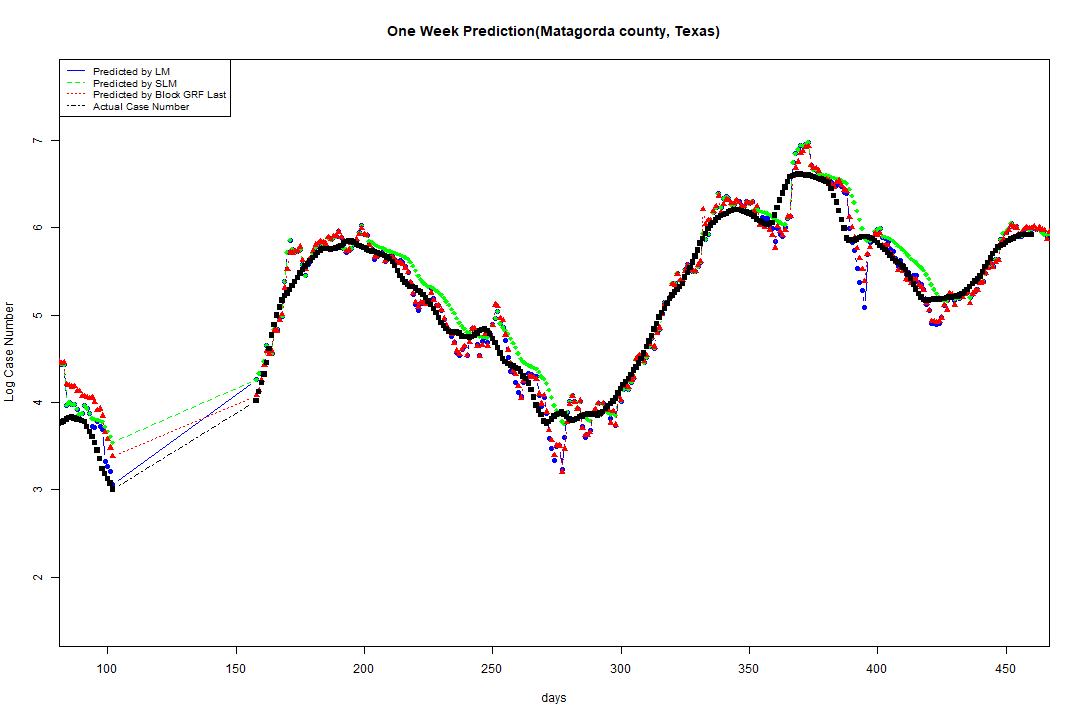 One Week Prediction(Matagorda county, Texas)
Predicted by LM
Predicted by SLM
Predicted by Block GRF Last
Actual Case Number
7
6
5
4
3
2
Log Case Number
100 150 200 250 300 350 400 450
days